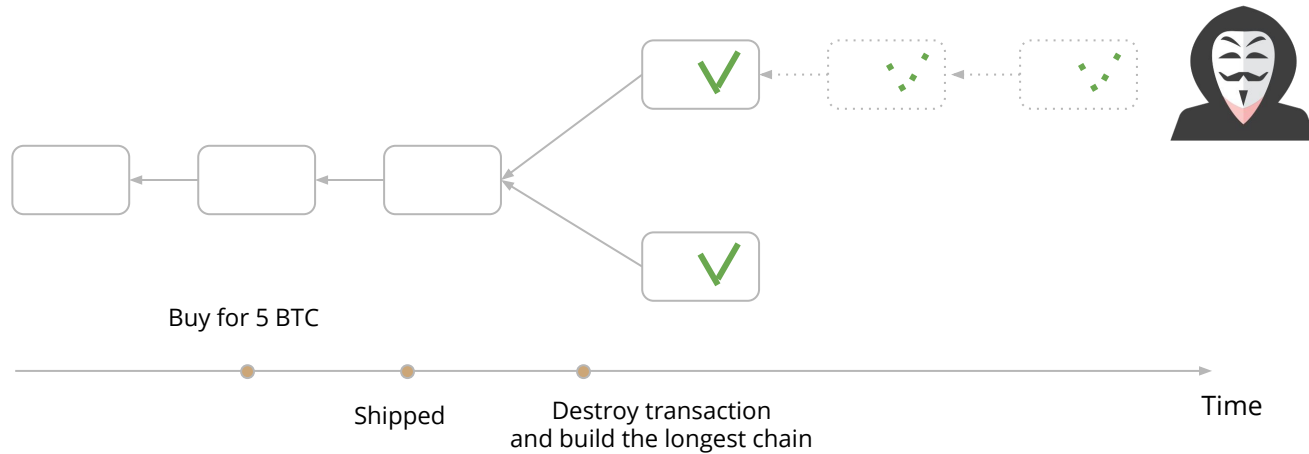 Buy for 5 BTC
Shipped
Destroy transaction
and build the longest chain
Time